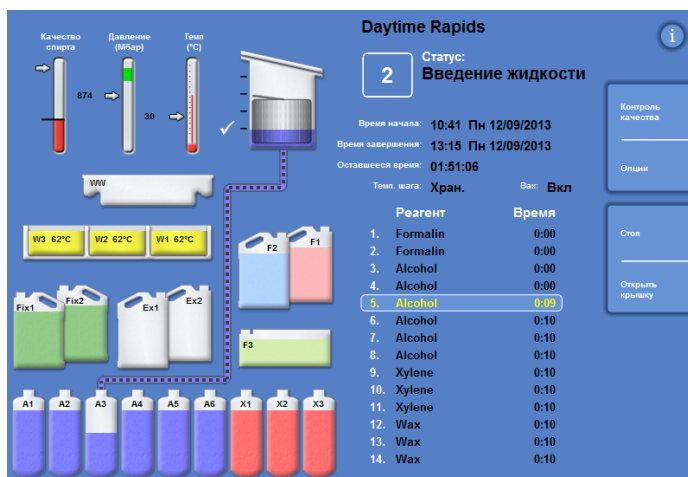 Качество спирта
Давление (Мбар)
Темп (°C)
874
30
WW
W3 62°C
W2 62°C
W1 62°C
F2
F1
Fix1
Fix2
Ex1
Ex2
F3
A1
A2
A3
A4
A5
A6
X1
X2
X3
Daytime Rapids
2
Статус:
Введение жидкости
Время начала: 10:41 Пн 12/09/2013
Время завершения: 13:15 Пн 12/09/2013
Оставшееся время: 01:51:06
Темп. шага: Хран. Вак: Вкл
Реагент Время
1. Formalin 0:00
2. Formalin 0:00
3. Alcohol 0:00
4. Alcohol 0:00
5. Alcohol 0:09
6. Alcohol 0:10
7. Alcohol 0:10
8. Alcohol 0:10
9. Xylene 0:10
10. Xylene 0:10
11. Xylene 0:10
12. Wax 0:10
13. Wax 0:10
14. Wax 0:10
i
Контроль
качества
Опции
Стоп
Открыть
крышку